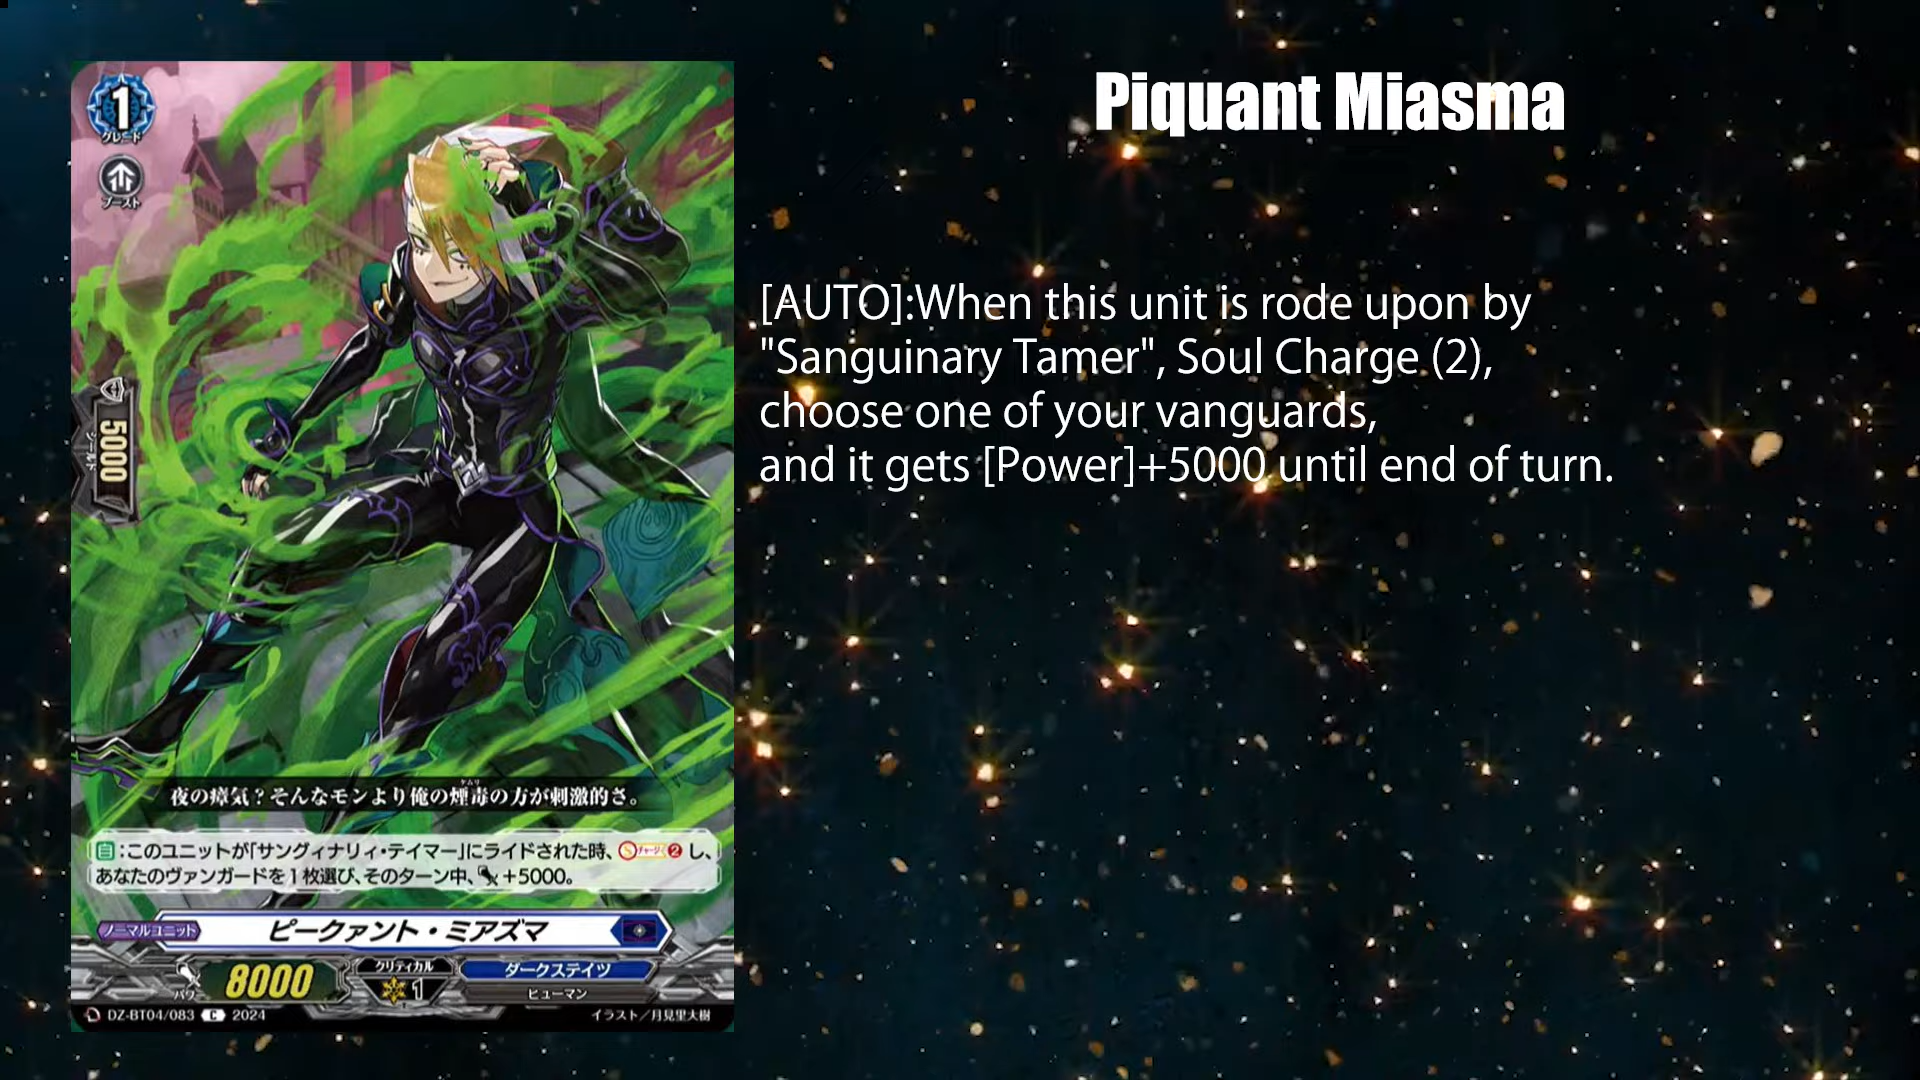 Piquant Miasma
[AUTO]:When this unit is rode upon by
"Sanguinary Tamer", Soul Charge (2),
choose one of your vanguards,
and it gets [Power]+5000 until end of turn.
1
グレード
ブースト
5000
シールド
夜の瘴気？そんなモンより俺の煙毒の方が刺激的さ。
自：このユニットが「サングィナリィ・テイマー」にライドされた時、Sチャージ2し、
あなたのヴァンガードを1枚選び、そのターン中、+5000。
ノーマルユニット
ピークァント・ミアズマ
パワー 8000
クリティカル
1
ダークステイツ
ヒューマン
DZ-BT04/083 C 2024
イラスト／月見里大樹